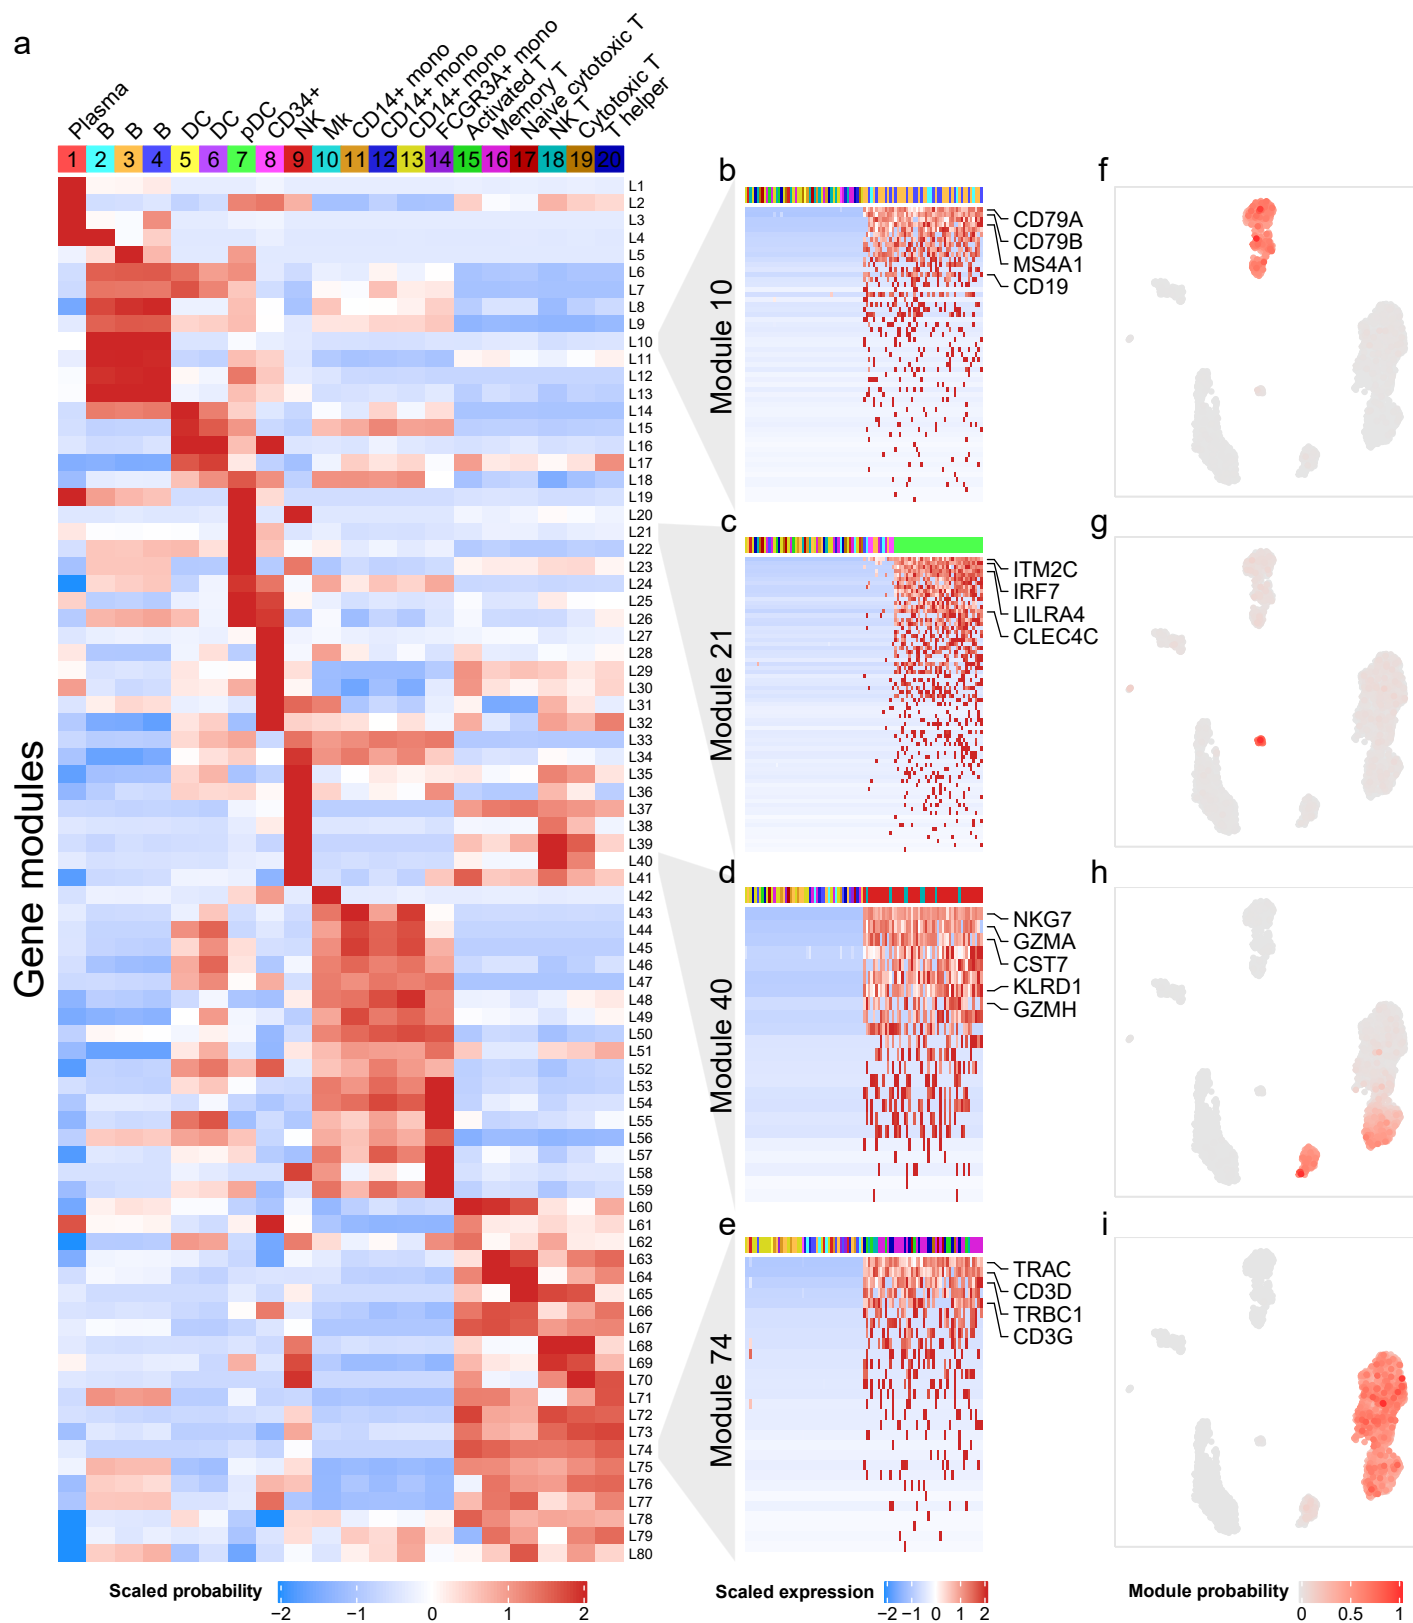 a
Plasma
B
B
B
DC
DC
pDC
CD34+
NK
Mk
CD14+ mono
CD14+ mono
CD14+ mono
FCGR3A+ mono
Activated T
Memory T
Naive cytotoxic T
NK T
Cytotoxic T
T helper
1 2 3 4 5 6 7 8 9 10 11 12 13 14 15 16 17 18 19 20
Gene modules
L1
L2
L3
L4
L5
L6
L7
L8
L9
L10
L11
L12
L13
L14
L15
L16
L17
L18
L19
L20
L21
L22
L23
L24
L25
L26
L27
L28
L29
L30
L31
L32
L33
L34
L35
L36
L37
L38
L39
L40
L41
L42
L43
L44
L45
L46
L47
L48
L49
L50
L51
L52
L53
L54
L55
L56
L57
L58
L59
L60
L61
L62
L63
L64
L65
L66
L67
L68
L69
L70
L71
L72
L73
L74
L75
L76
L77
L78
L79
L80
Scaled probability
−2 −1 0 1 2
b
Module 10
CD79A
CD79B
MS4A1
CD19
c
Module 21
ITM2C
IRF7
LILRA4
CLEC4C
d
Module 40
NKG7
GZMA
CST7
KLRD1
GZMH
e
Module 74
TRAC
CD3D
TRBC1
CD3G
Scaled expression
−2 −1 0 1 2
f
g
h
i
Module probability
0 0.5 1